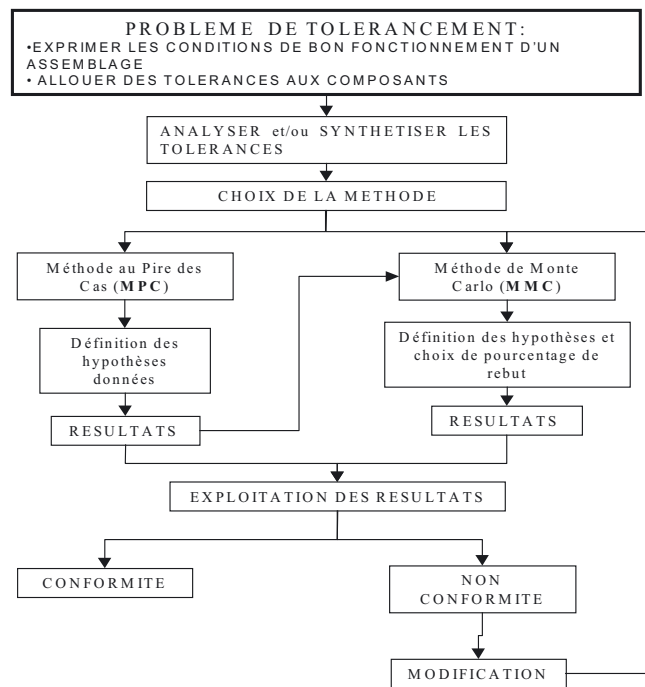 PROBLEME DE TOLERANCEMENT:
•EXPRIMER LES CONDITIONS DE BON FONCTIONNEMENT D'UN
ASSEMBLAGE
• ALLOUER DES TOLERANCES AUX COMPOSANTS
ANALYSER et/ou SYNTHETISER LES
TOLERANCES
CHOIX DE LA METHODE
Méthode au Pire des
Cas (MPC)
Méthode de Monte
Carlo (MMC)
Définition des
hypothèses
données
Définition des hypothèses et
choix de pourcentage de
rebut
RESULTATS
RESULTATS
EXPLOITATION DES RESULTATS
CONFORMITE
NON
CONFORMITE
MODIFICATION